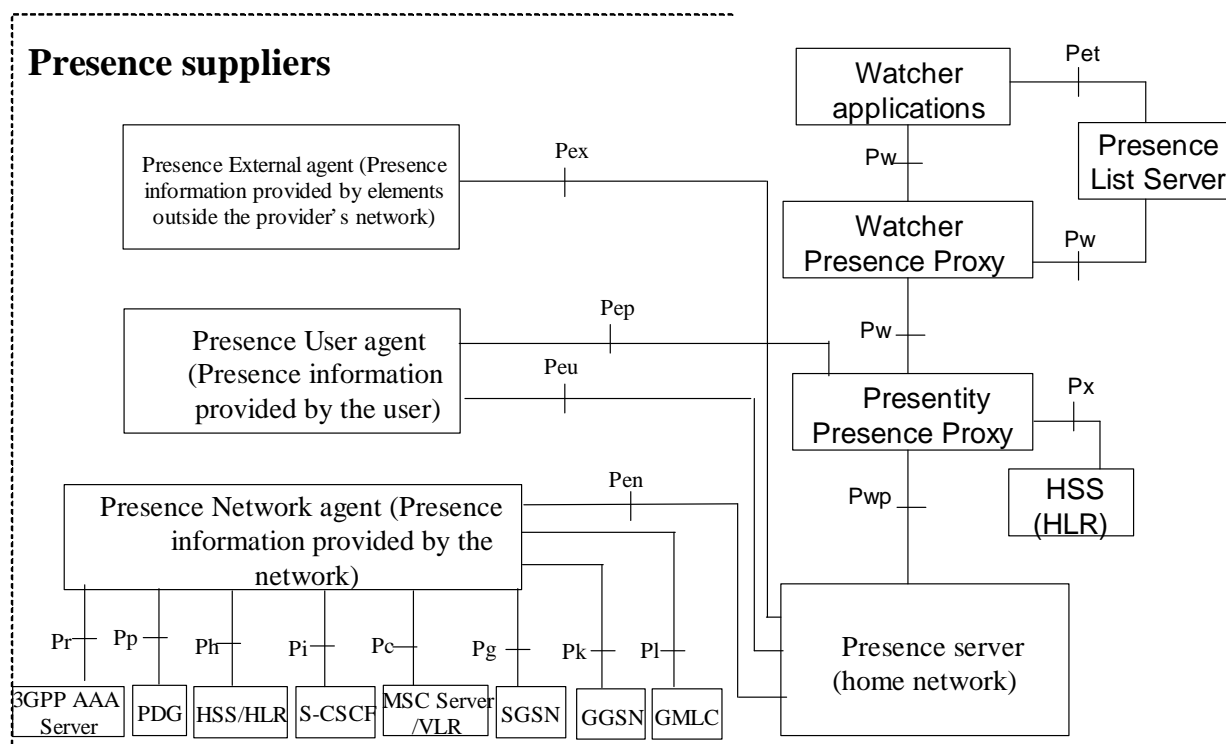 Presence suppliers
Watcher
applications
Pet
Presence External agent (Presence
information provided by elements
outside the provider's network)
Pex
Pw
Presence
List Server
Watcher
Presence Proxy
Pw
Presence User agent
(Presence information
provided by the user)
Pep
Peu
Pw
Presentity
Presence Proxy
Px
HSS
(HLR)
Presence Network agent (Presence
information provided by the
network)
Pen
Pwp
Pr
Pp
Ph
Pi
Pc
Pg
Pk
Pl
Presence server
(home network)
3GPP AAA
Server
PDG
HSS/HLR
S-CSCF
MSC Server
/VLR
SGSN
GGSN
GMLC